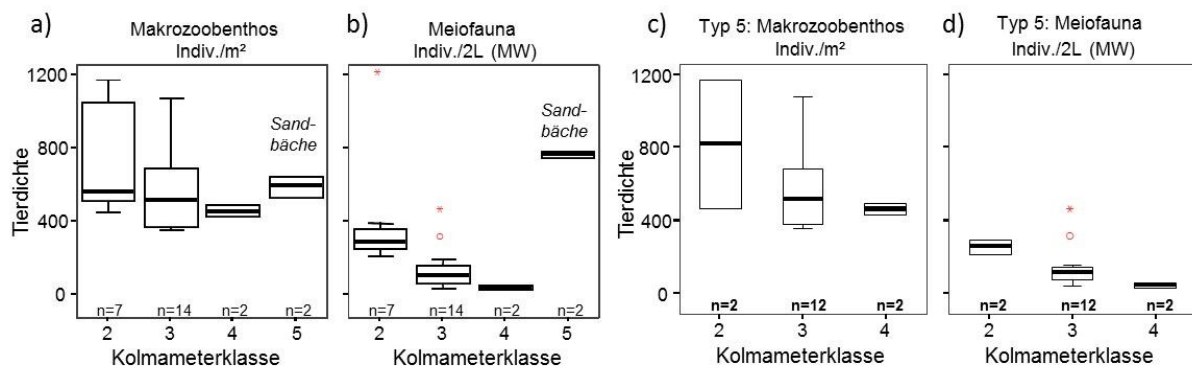 a)
Makrozoobenthos
Indiv./m²
Tierdichte
1200
800
400
0
Sand-
bäche
n=7 n=14 n=2 n=2
2 3 4 5
Kolmameterklasse
b)
Meiofauna
Indiv./2L (MW)
Sand-
bäche
n=7 n=14 n=2 n=2
2 3 4 5
Kolmameterklasse
c)
Typ 5: Makrozoobenthos
Indiv./m²
Tierdichte
1200
800
400
0
n=2 n=12 n=2
2 3 4
Kolmameterklasse
d)
Typ 5: Meiofauna
Indiv./2L (MW)
n=2 n=12 n=2
2 3 4
Kolmameterklasse